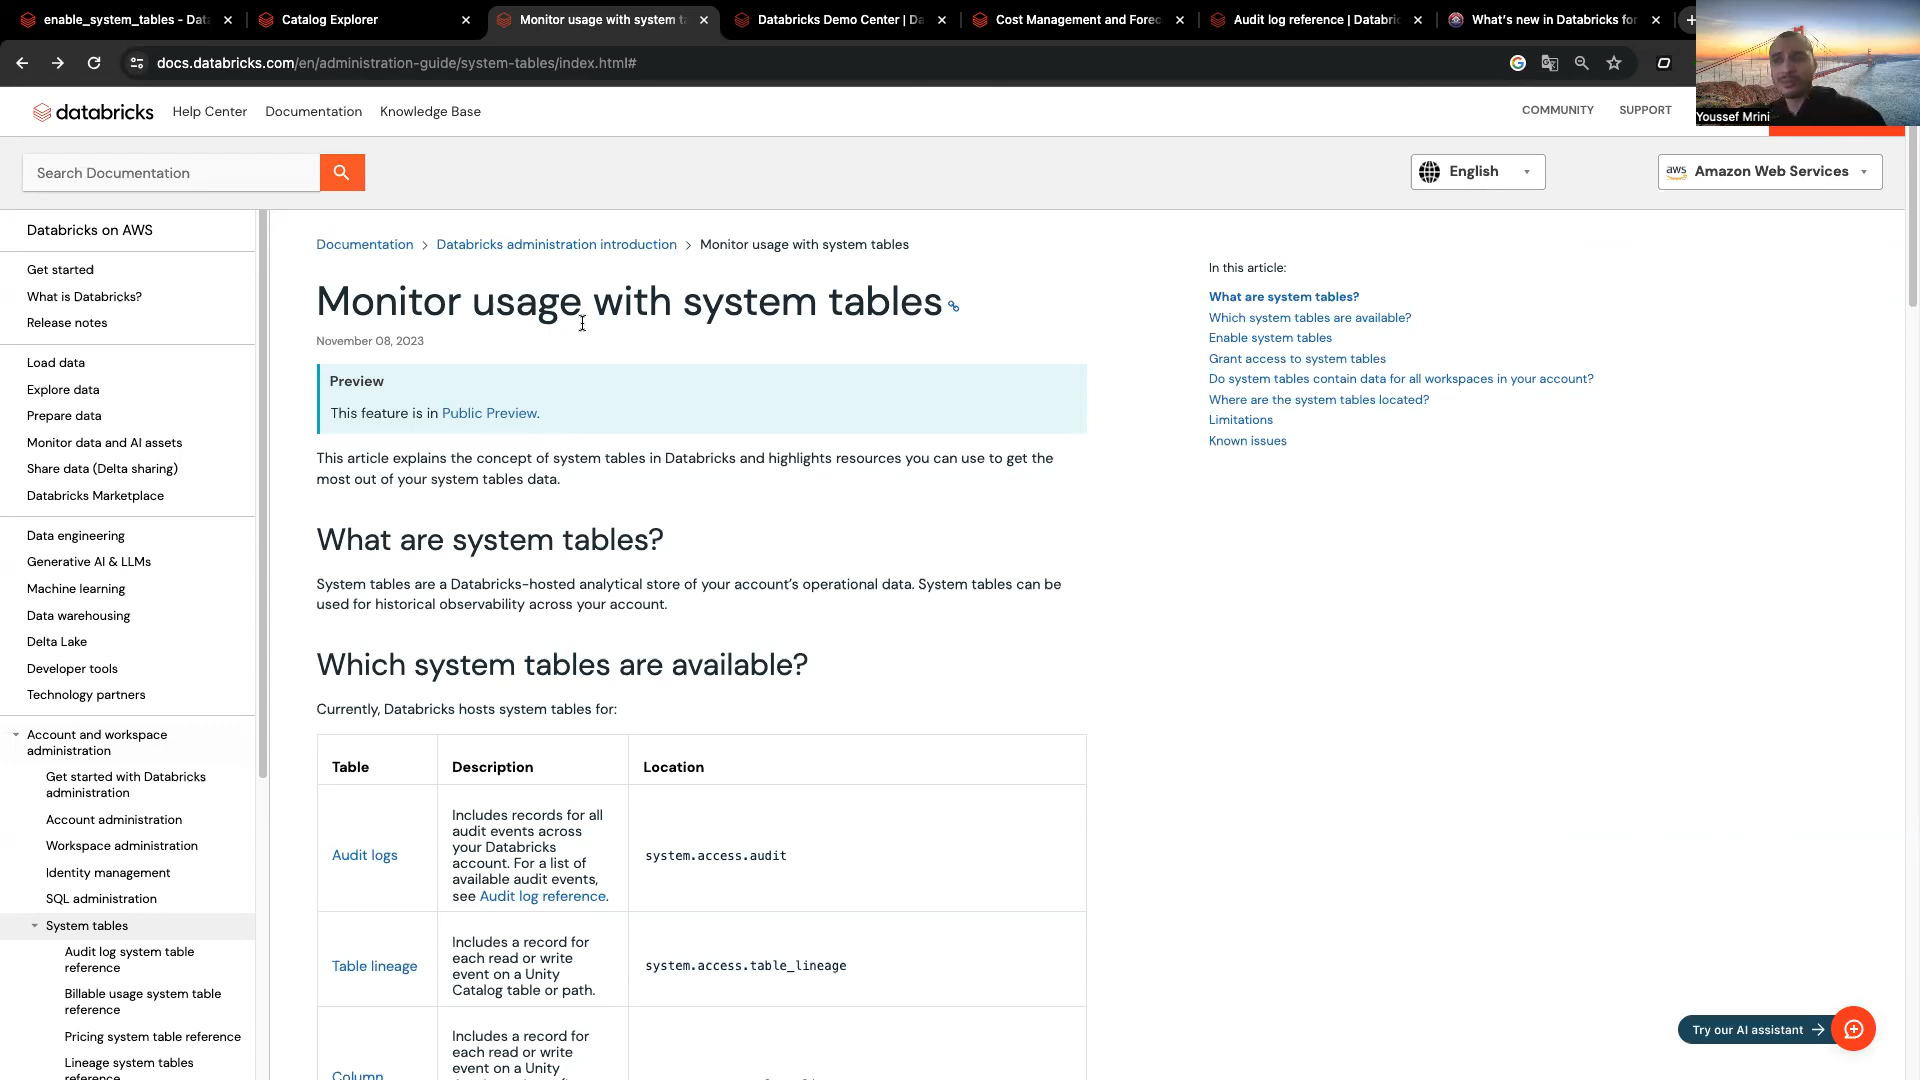 enable_system_tables - Dat
Catalog Explorer
Monitor usage with system t
Databricks Demo Center | D
Cost Management and Forec
Audit log reference | Databric
What's new in Databricks for
docs.databricks.com/en/administration-guide/system-tables/index.html#
Youssef Mrini
databricks
Help Center
Documentation
Knowledge Base
COMMUNITY
SUPPORT
Search Documentation
English
aws
Amazon Web Services
Databricks on AWS
Get started
What is Databricks?
Release notes
Load data
Explore data
Prepare data
Monitor data and AI assets
Share data (Delta sharing)
Databricks Marketplace
Data engineering
Generative AI & LLMs
Machine learning
Data warehousing
Delta Lake
Developer tools
Technology partners
Account and workspace
administration
Get started with Databricks
administration
Account administration
Workspace administration
Identity management
SQL administration
System tables
Audit log system table
reference
Billable usage system table
reference
Pricing system table reference
Lineage system tables
reference
Documentation > Databricks administration introduction > Monitor usage with system tables
Monitor usage with system tables
November 08, 2023
Preview
This feature is in Public Preview.
This article explains the concept of system tables in Databricks and highlights resources you can use to get the
most out of your system tables data.
What are system tables?
System tables are a Databricks-hosted analytical store of your account's operational data. System tables can be
used for historical observability across your account.
Which system tables are available?
Currently, Databricks hosts system tables for:
Table
Description
Location
Audit logs
Includes records for all
audit events across
your Databricks
account. For a list of
available audit events,
see Audit log reference.
system.access.audit
Table lineage
Includes a record for
each read or write
event on a Unity
Catalog table or path.
system.access.table_lineage
Column
Includes a record for
each read or write
event on a Unity
In this article:
What are system tables?
Which system tables are available?
Enable system tables
Grant access to system tables
Do system tables contain data for all workspaces in your account?
Where are the system tables located?
Limitations
Known issues
Try our AI assistant